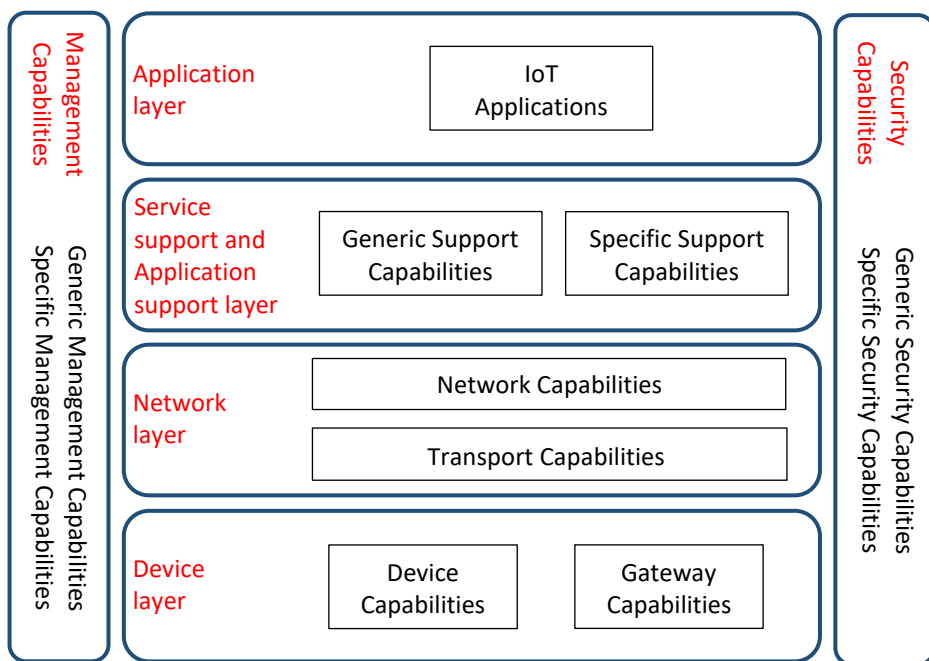 Management
Capabilities
Generic Management Capabilities
Specific Management Capabilities
Application
layer
IoT
Applications
Service
support and
Application
support layer
Generic Support
Capabilities
Specific Support
Capabilities
Network
layer
Network Capabilities
Transport Capabilities
Device
layer
Device
Capabilities
Gateway
Capabilities
Security
Capabilities
Generic Security Capabilities
Specific Security Capabilities